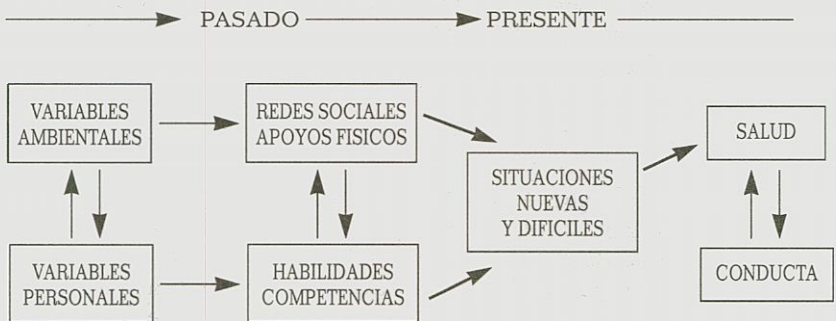 PASADO PRESENTE
VARIABLES
AMBIENTALES
REDES SOCIALES
APOYOS FISICOS
SITUACIONES
NUEVAS
Y DIFICILES
SALUD
VARIABLES
PERSONALES
HABILIDADES
COMPETENCIAS
CONDUCTA